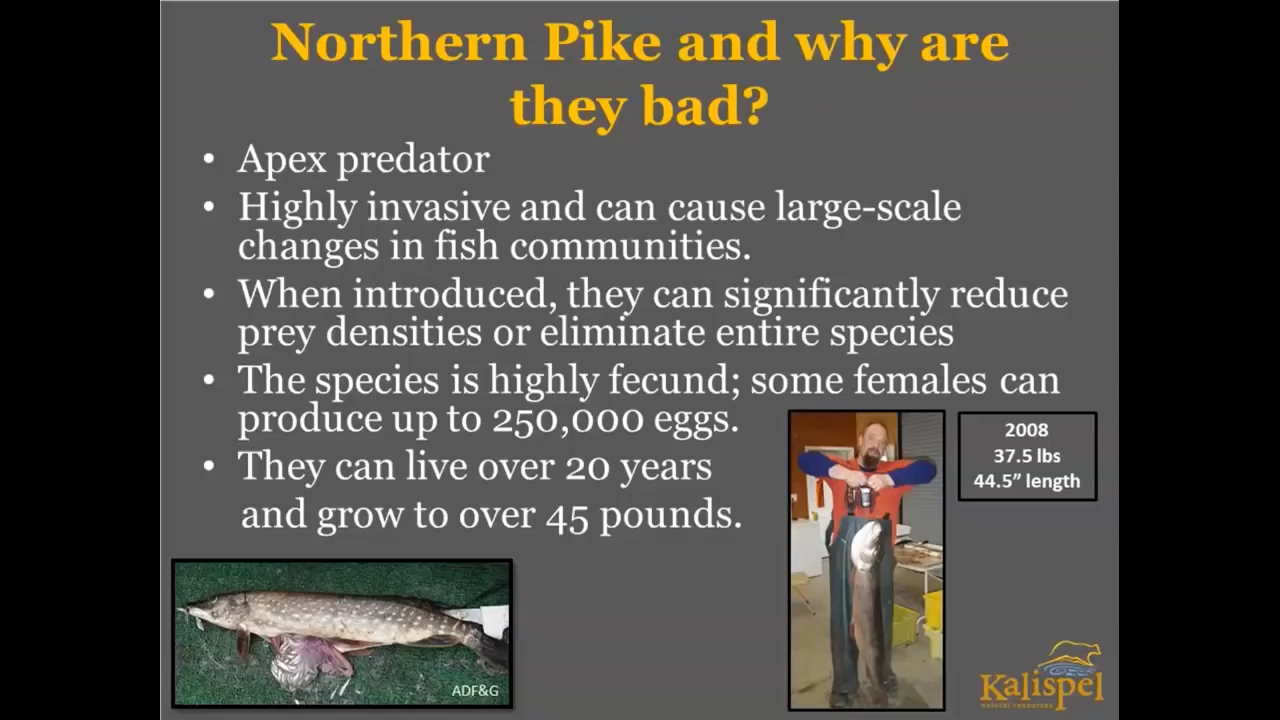 Northern Pike and why are
they bad?
• Apex predator
• Highly invasive and can cause large-scale
changes in fish communities.
• When introduced, they can significantly reduce
prey densities or eliminate entire species
• The species is highly fecund; some females can
produce up to 250,000 eggs.
• They can live over 20 years
and grow to over 45 pounds.
2008
37.5 lbs
44.5” length
ADF&G
Kalispel
natural resources